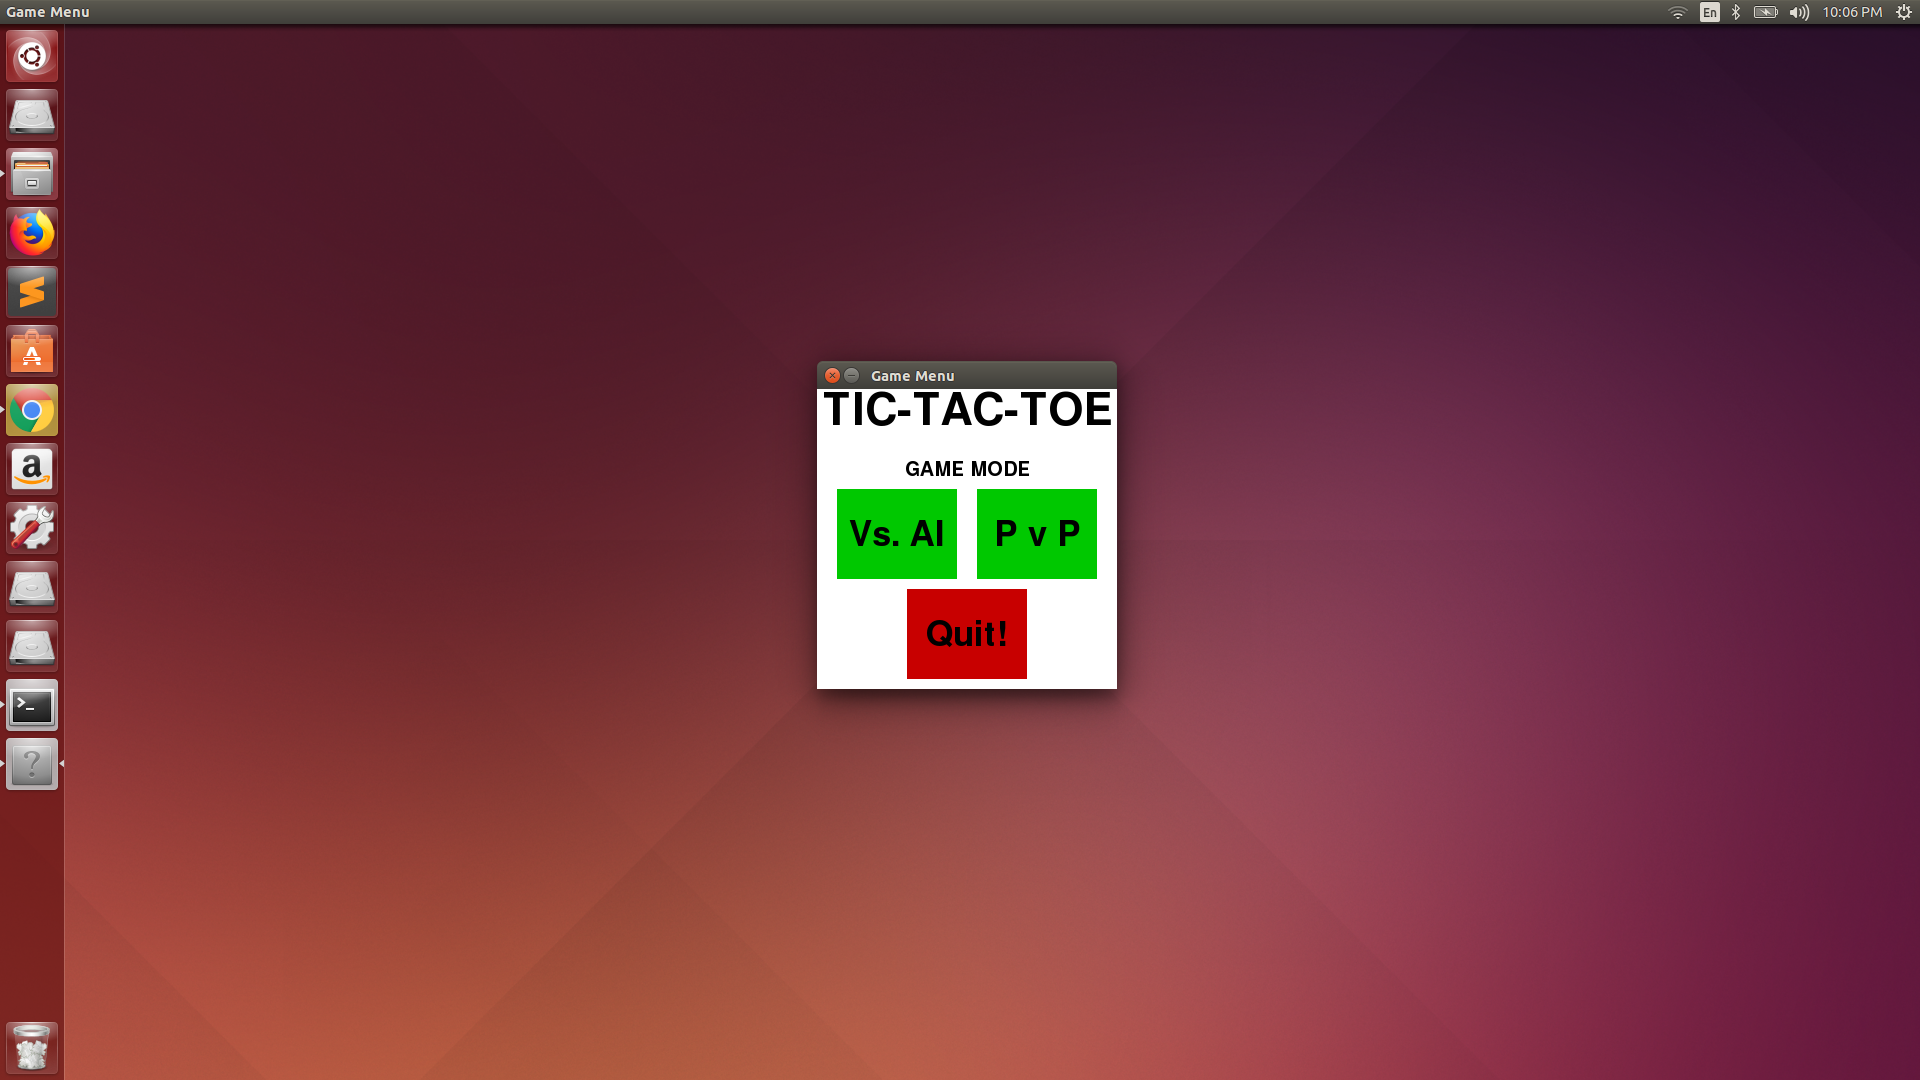 Game Menu
En
10:06 PM
Game Menu
TIC-TAC-TOE
GAME MODE
Vs. AI
P v P
Quit!